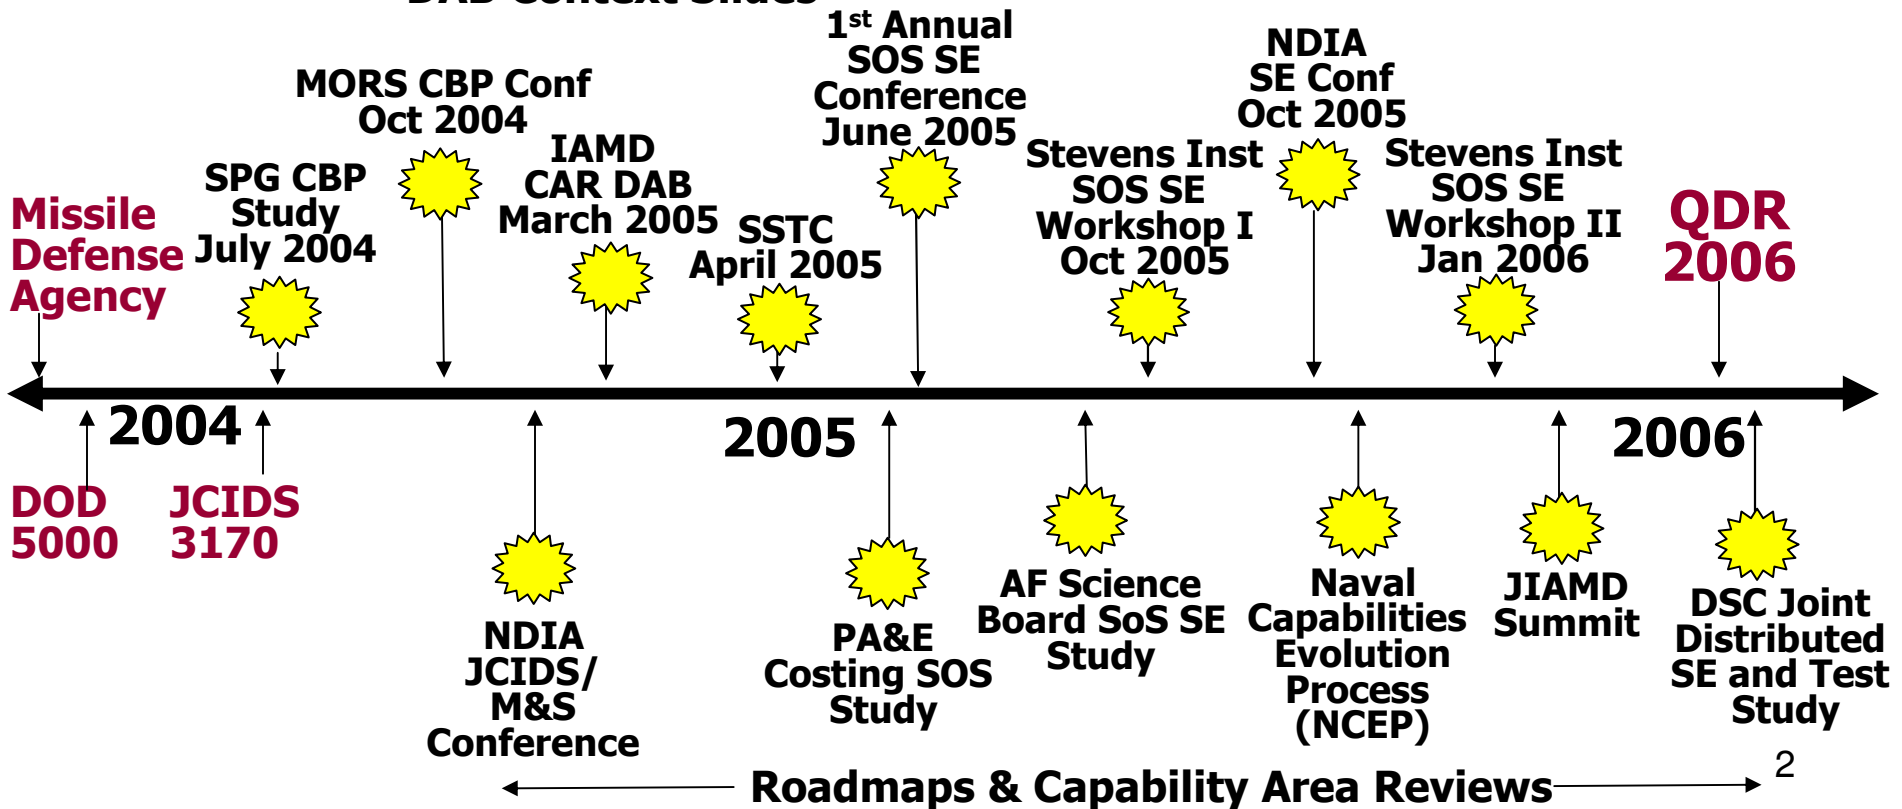 DAB Context Slides
1st Annual
SOS SE
Conference
June 2005
NDIA
SE Conf
Oct 2005
MORS CBP Conf
Oct 2004
IAMD
CAR DAB
March 2005
Stevens Inst
SOS SE
Workshop I
Oct 2005
Stevens Inst
SOS SE
Workshop II
Jan 2006
SPG CBP
Study
July 2004
Missile
Defense
Agency
SSTC
April 2005
QDR
2006
2004
2005
2006
DOD
5000
JCIDS
3170
NDIA
JCIDS/
M&S
Conference
PA&E
Costing SOS
Study
AF Science
Board SoS SE
Study
Naval
Capabilities
Evolution
Process
(NCEP)
JIAMD
Summit
DSC Joint
Distributed
SE and Test
Study
Roadmaps & Capability Area Reviews
2